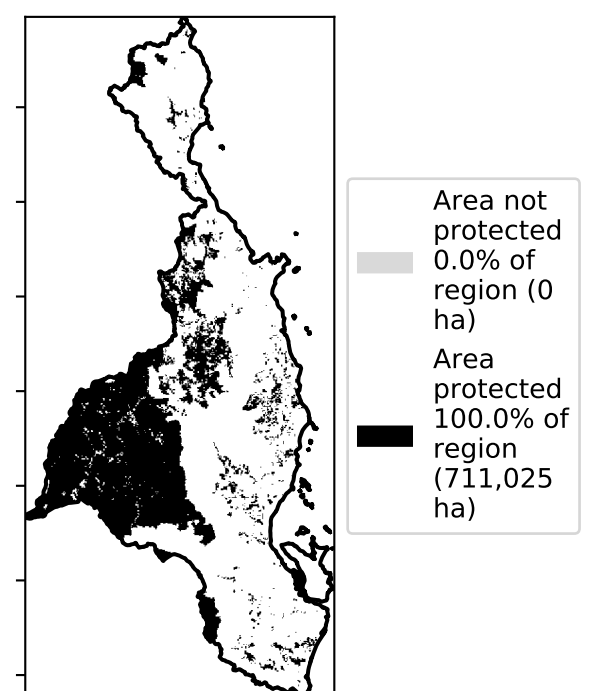 Area not
protected
0.0% of
region (0
ha)
Area
protected
100.0% of
region
(711,025
ha)